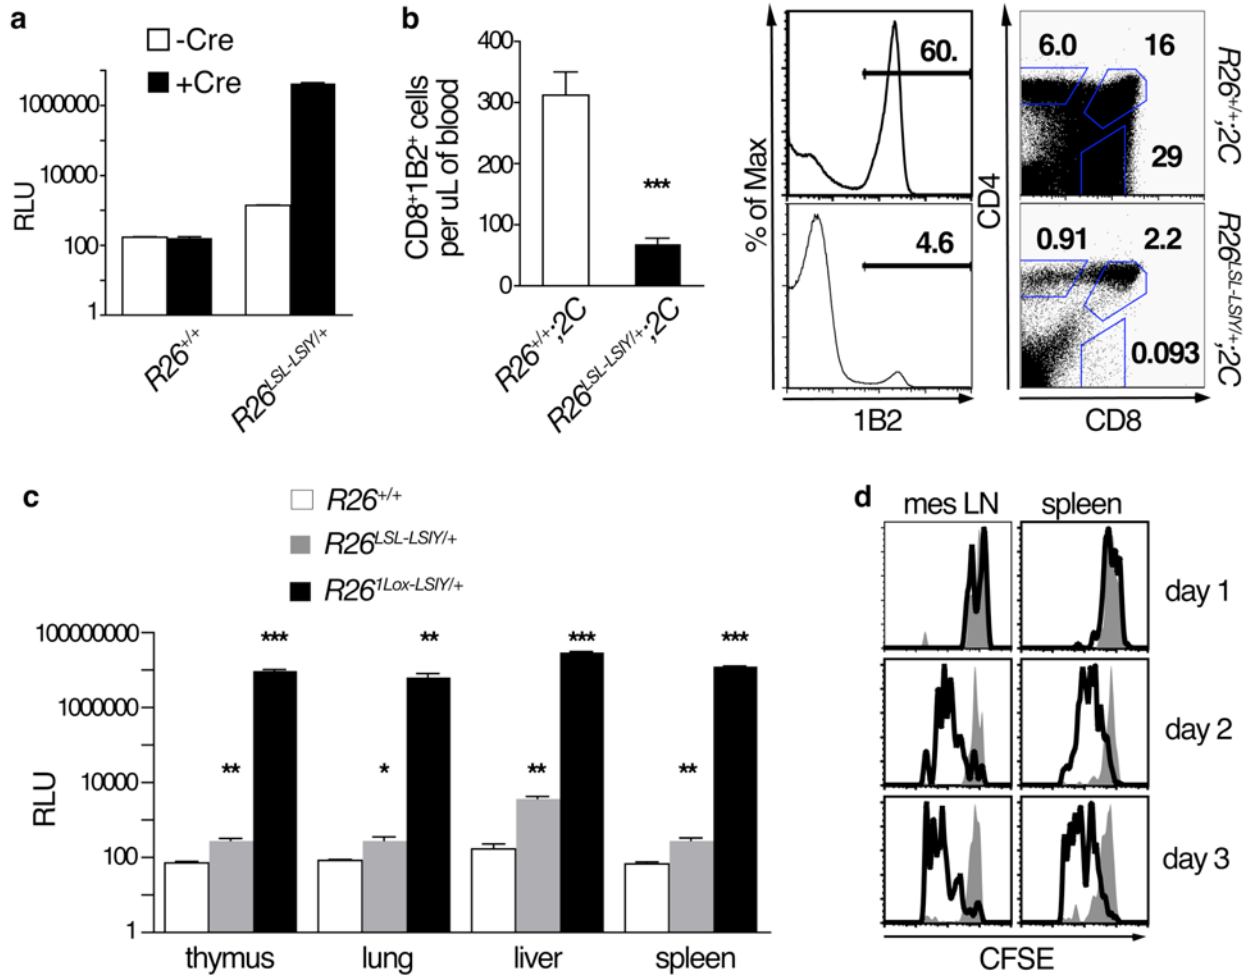 a
-Cre
+Cre
RLU
1000000
10000
100
1
R26+/+
R26LSL-LSIY/+
b
CD8+1B2+ cells
per uL of blood
400
300
200
100
0
***
R26+/+;2C
R26LSL-LSIY/+;2C
% of Max
60.
4.6
1B2
CD4
6.0
16
29
0.91
2.2
0.093
CD8
R26+/+;2C
R26LSL-LSIY/+;2C
c
R26+/+
R26LSL-LSIY/+
R261Lox-LSIY/+
RLU
100000000
1000000
10000
100
1
** *** * ** ** *** ** ***
thymus lung liver spleen
d
mes LN spleen
day 1
day 2
day 3
CFSE